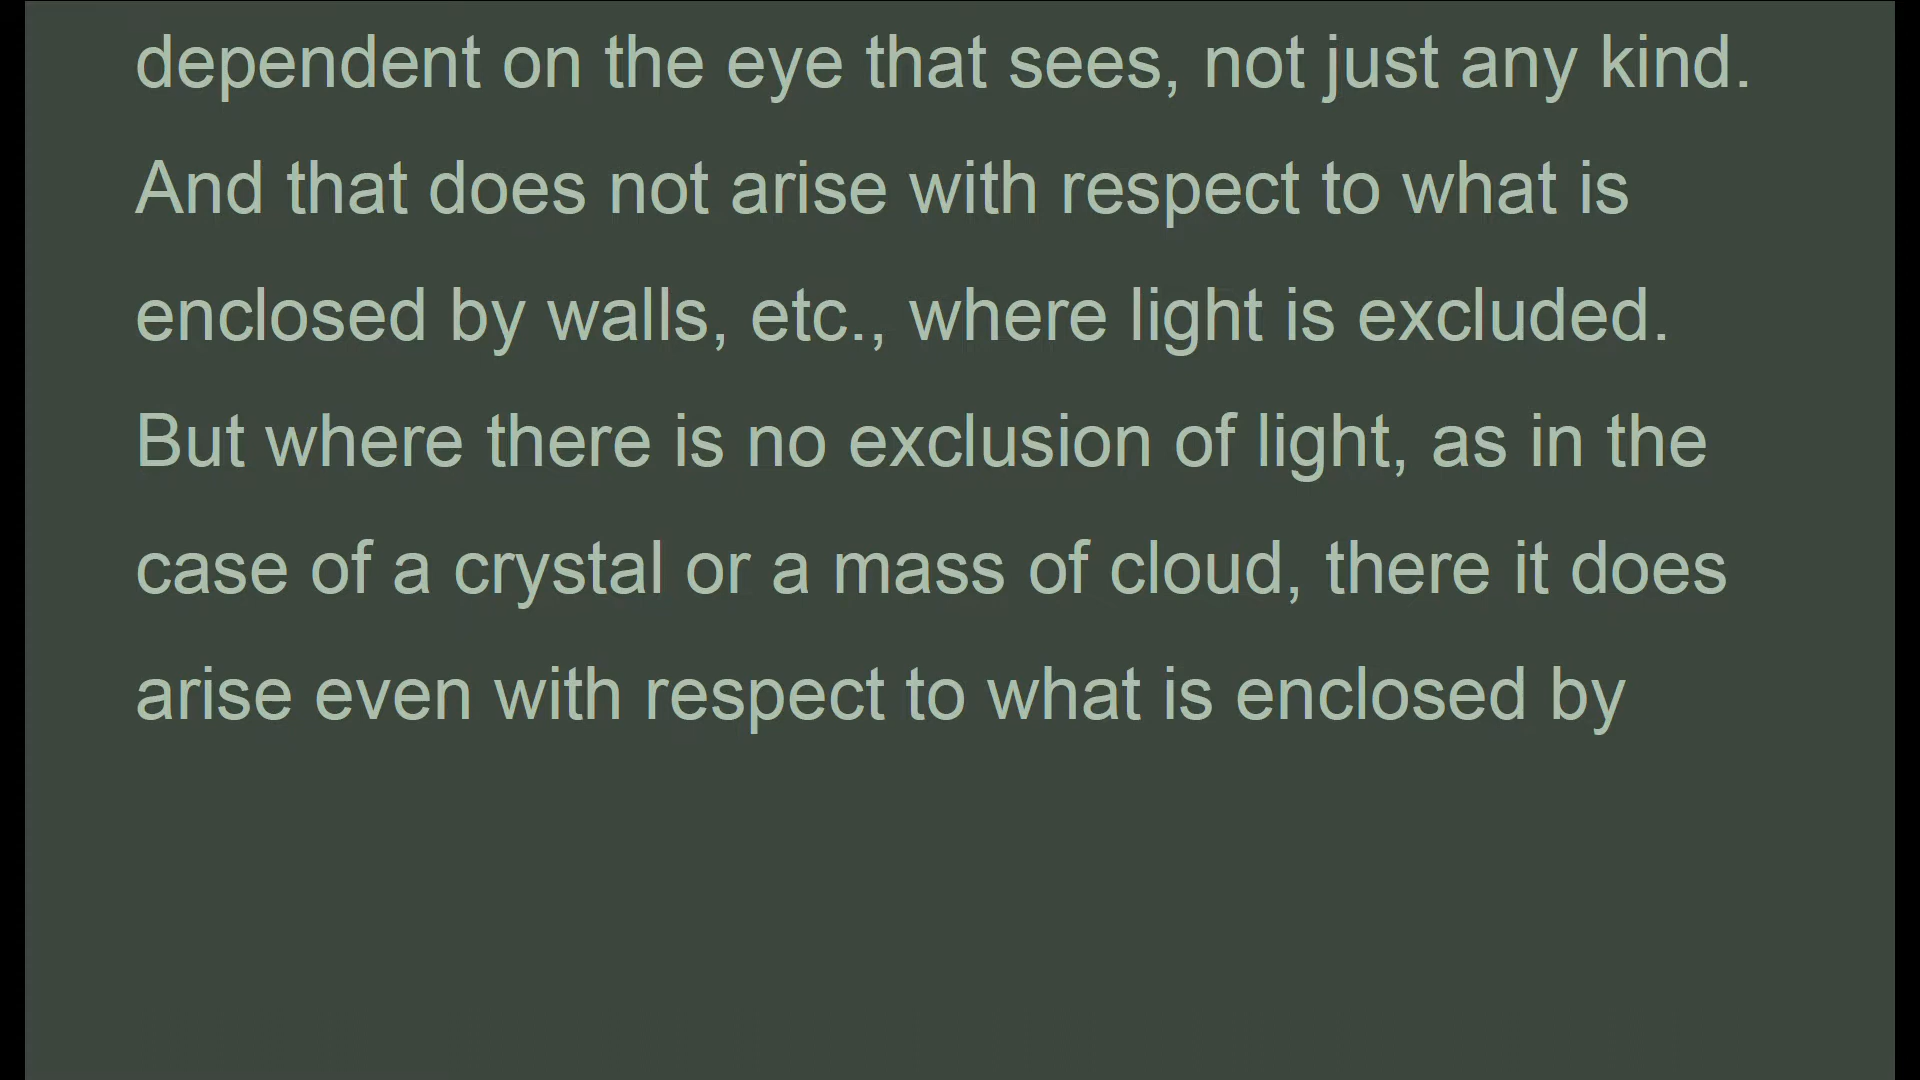 dependent on the eye that sees, not just any kind.
And that does not arise with respect to what is
enclosed by walls, etc., where light is excluded.
But where there is no exclusion of light, as in the
case of a crystal or a mass of cloud, there it does
arise even with respect to what is enclosed by